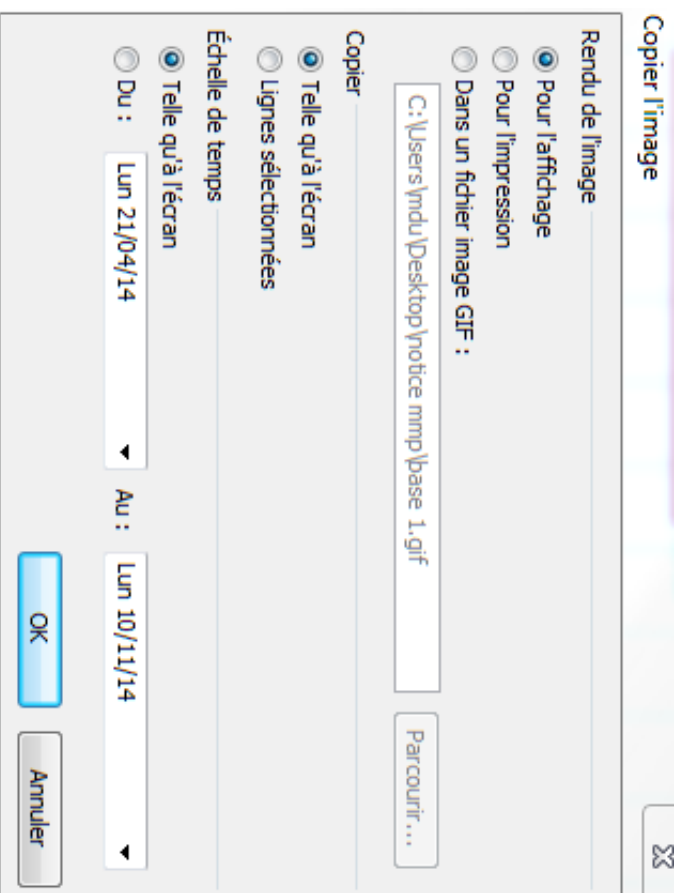 Copier l'image
Rendu de l'image
Pour l'affichage
Pour l'impression
Dans un fichier image GIF :
C:\Users\mdu\Desktop\notice mmp\base 1.gif
Parcourir...
Copier
Telle qu'à l'écran
Lignes sélectionnées
Échelle de temps
Telle qu'à l'écran
Du : Lun 21/04/14 Au : Lun 10/11/14
OK Annuler